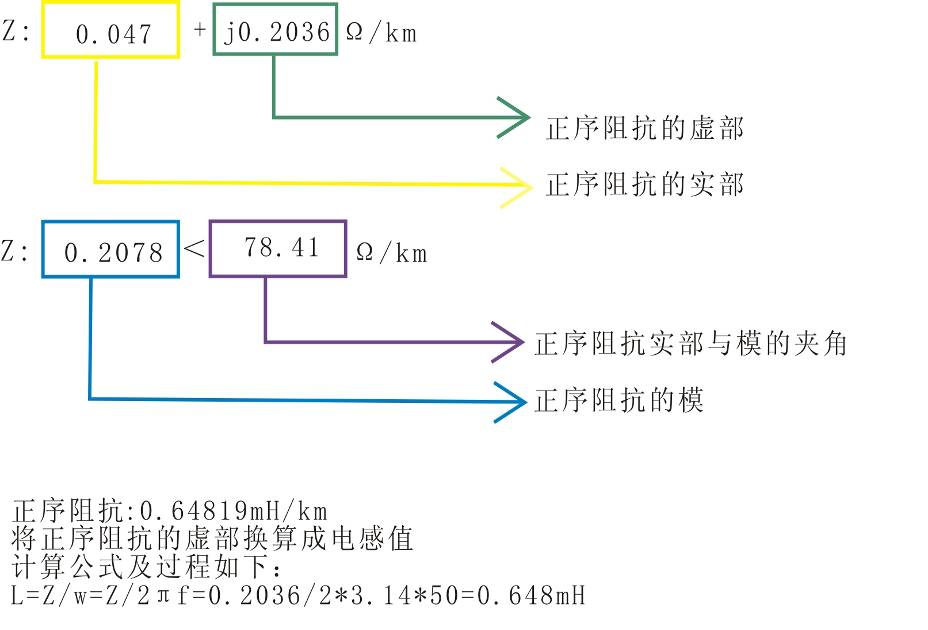 Z: 0.047 + j0.2036 Ω/km
正序阻抗的虚部
正序阻抗的实部
Z: 0.2078 < 78.41 Ω/km
正序阻抗实部与模的夹角
正序阻抗的模
正序阻抗:0.64819mH/km
将正序阻抗的虚部换算成电感值
计算公式及过程如下：
L=Z/w=Z/2πf=0.2036/2*3.14*50=0.648mH